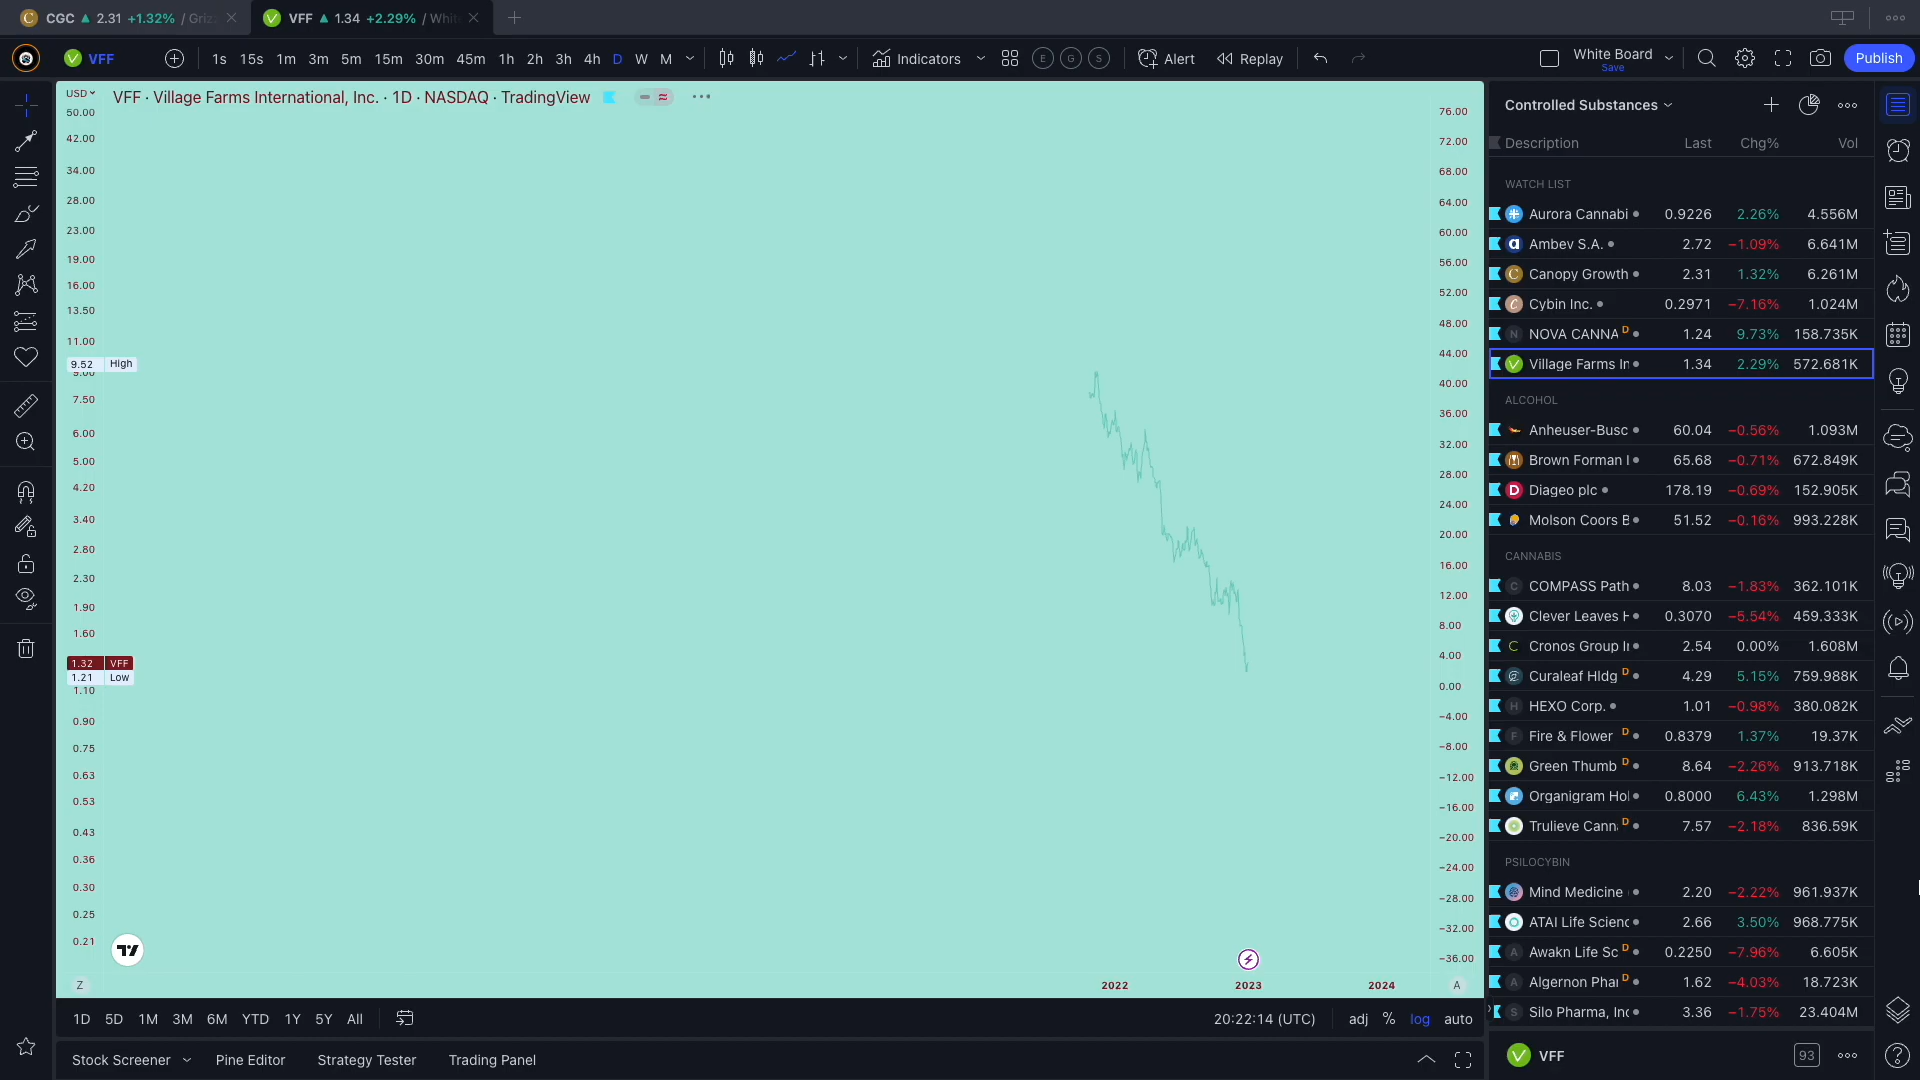 CGC ▲ 2.31 +1.32% / Griz
VFF ▲ 1.34 +2.29% / Whit
VFF
1s 15s 1m 3m 5m 15m 30m 45m 1h 2h 3h 4h D W M
Indicators
E G S
Alert
Replay
White Board
Save
Publish
USD
VFF · Village Farms International, Inc. · 1D · NASDAQ · TradingView
50.00
42.00
34.00
28.00
23.00
19.00
16.00
13.50
11.00
9.52 High
9.00
7.50
6.00
5.00
4.20
3.40
2.80
2.30
1.90
1.60
1.32 VFF
1.21 Low
1.10
0.90
0.75
0.63
0.53
0.43
0.36
0.30
0.25
0.21
76.00
72.00
68.00
64.00
60.00
56.00
52.00
48.00
44.00
40.00
36.00
32.00
28.00
24.00
20.00
16.00
12.00
8.00
4.00
0.00
−4.00
−8.00
−12.00
−16.00
−20.00
−24.00
−28.00
−32.00
−36.00
Z 2022 2023 2024 A
1D 5D 1M 3M 6M YTD 1Y 5Y All
20:22:14 (UTC) adj % log auto
Stock Screener Pine Editor Strategy Tester Trading Panel
Controlled Substances
Description Last Chg% Vol
WATCH LIST
Aurora Cannabi 0.9226 2.26% 4.556M
Ambev S.A. 2.72 −1.09% 6.641M
Canopy Growth 2.31 1.32% 6.261M
Cybin Inc. 0.2971 −7.16% 1.024M
NOVA CANNA D 1.24 9.73% 158.735K
Village Farms In 1.34 2.29% 572.681K
ALCOHOL
Anheuser-Busc 60.04 −0.56% 1.093M
Brown Forman 65.68 −0.71% 672.849K
Diageo plc 178.19 −0.69% 152.905K
Molson Coors B 51.52 −0.16% 993.228K
CANNABIS
COMPASS Path 8.03 −1.83% 362.101K
Clever Leaves H 0.3070 −5.54% 459.333K
Cronos Group In 2.54 0.00% 1.608M
Curaleaf Hldg D 4.29 5.15% 759.988K
HEXO Corp. 1.01 −0.98% 380.082K
Fire & Flower D 0.8379 1.37% 19.37K
Green Thumb D 8.64 −2.26% 913.718K
Organigram Hol 0.8000 6.43% 1.298M
Trulieve Cann D 7.57 −2.18% 836.59K
PSILOCYBIN
Mind Medicine 2.20 −2.22% 961.937K
ATAI Life Scienc 2.66 3.50% 968.775K
Awakn Life Sc D 0.2250 −7.96% 6.605K
Algernon Phar D 1.62 −4.03% 18.723K
Silo Pharma, Inc 3.36 −1.75% 23.404M
VFF 93